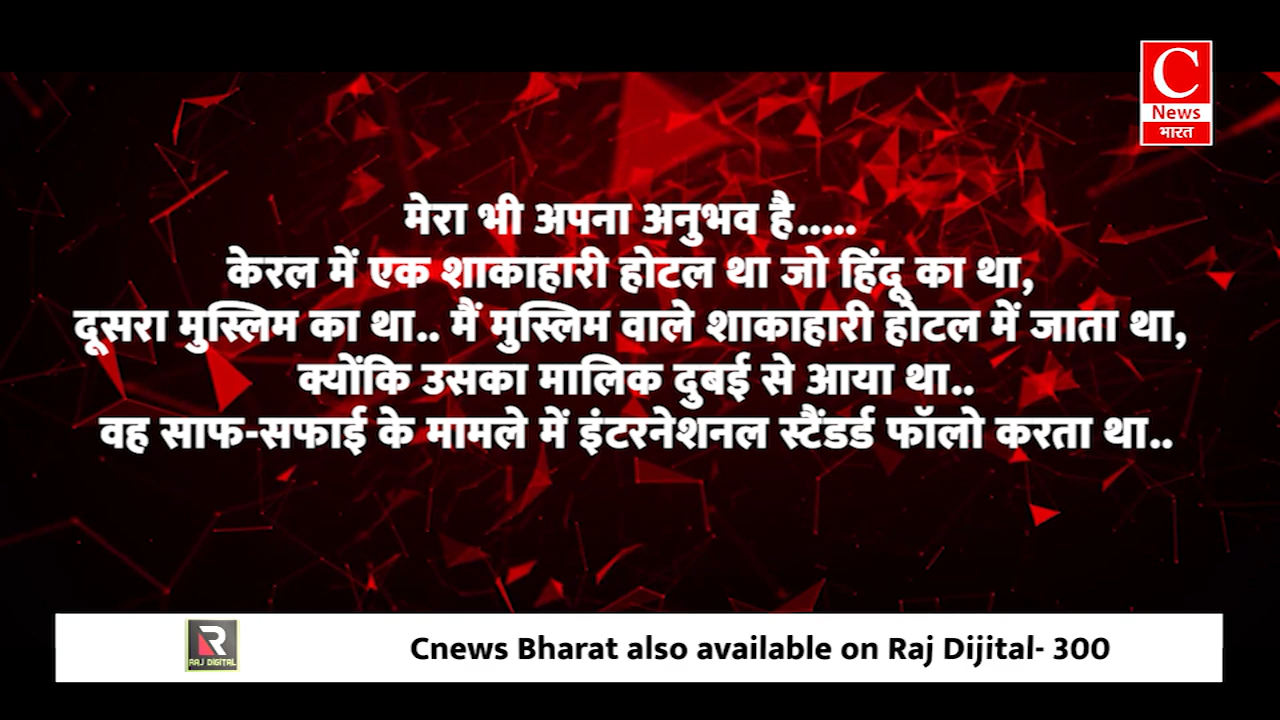 C
News
भारत
मेरा भी अपना अनुभव है.....
केरल में एक शाकाहारी होटल था जो हिंदू का था,
दूसरा मुस्लिम का था.. मैं मुस्लिम वाले शाकाहारी होटल में जाता था,
क्योंकि उसका मालिक दुबई से आया था..
वह साफ-सफाई के मामले में इंटरनेशनल स्टैंडर्ड फॉलो करता था..
R
RAJ DIGITAL
Cnews Bharat also available on Raj Dijital- 300